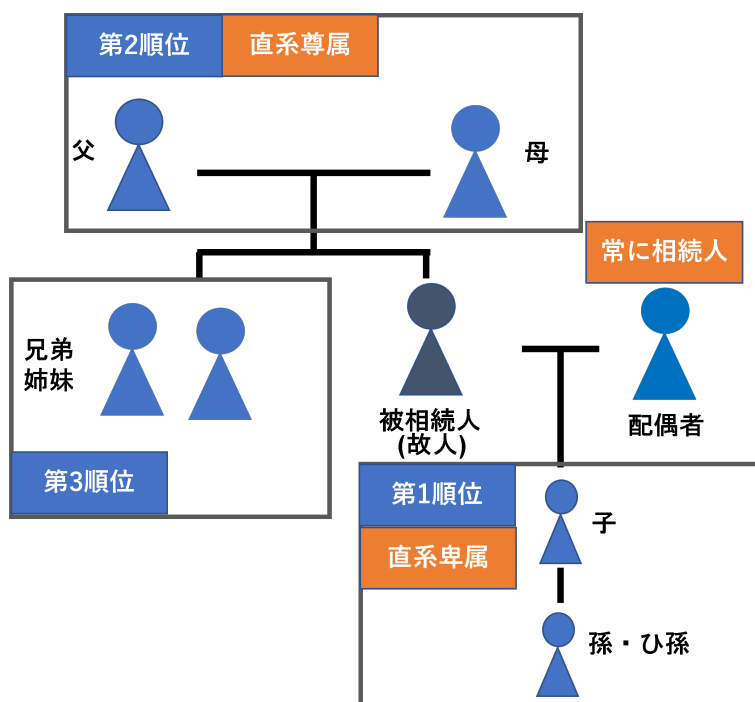 第2順位
直系尊属
父
母
常に相続人
兄弟
姉妹
被相続人
(故人)
配偶者
第3順位
第1順位
子
直系卑属
孫・ひ孫